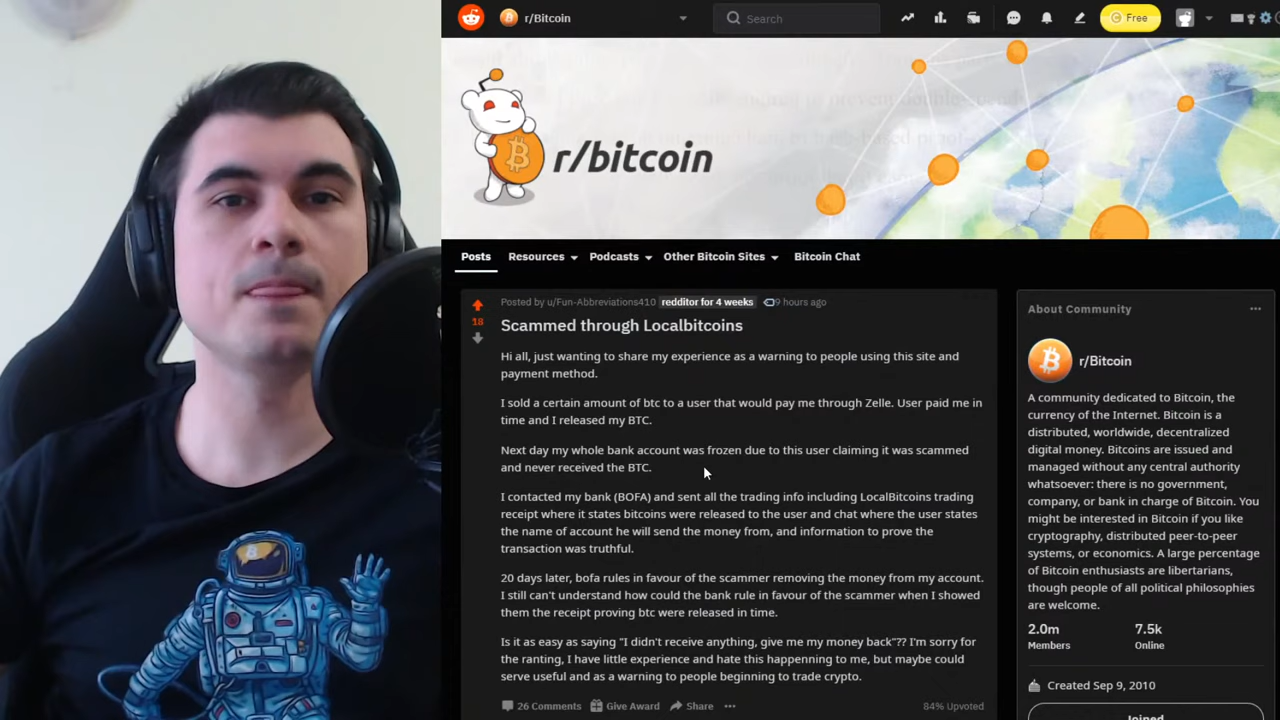 r/Bitcoin
Search
Free
r/bitcoin
Posts Resources Podcasts Other Bitcoin Sites Bitcoin Chat
Posted by u/Fun-Abbreviations410 redditor for 4 weeks 9 hours ago
18
Scammed through Localbitcoins
Hi all, just wanting to share my experience as a warning to people using this site and
payment method.
I sold a certain amount of btc to a user that would pay me through Zelle. User paid me in
time and I released my BTC.
Next day my whole bank account was frozen due to this user claiming it was scammed
and never received the BTC.
I contacted my bank (BOFA) and sent all the trading info including LocalBitcoins trading
receipt where it states bitcoins were released to the user and chat where the user states
the name of account he will send the money from, and information to prove the
transaction was truthful.
20 days later, bofa rules in favour of the scammer removing the money from my account.
I still can't understand how could the bank rule in favour of the scammer when I showed
them the receipt proving btc were released in time.
Is it as easy as saying "I didn't receive anything, give me my money back"?? I'm sorry for
the ranting, I have little experience and hate this happenning to me, but maybe could
serve useful and as a warning to people beginning to trade crypto.
26 Comments Give Award Share 84% Upvoted
About Community
r/Bitcoin
A community dedicated to Bitcoin, the
currency of the Internet. Bitcoin is a
distributed, worldwide, decentralized
digital money. Bitcoins are issued and
managed without any central authority
whatsoever: there is no government,
company, or bank in charge of Bitcoin. You
might be interested in Bitcoin if you like
cryptography, distributed peer-to-peer
systems, or economics. A large percentage
of Bitcoin enthusiasts are libertarians,
though people of all political philosophies
are welcome.
2.0m 7.5k
Members Online
Created Sep 9, 2010
Joined